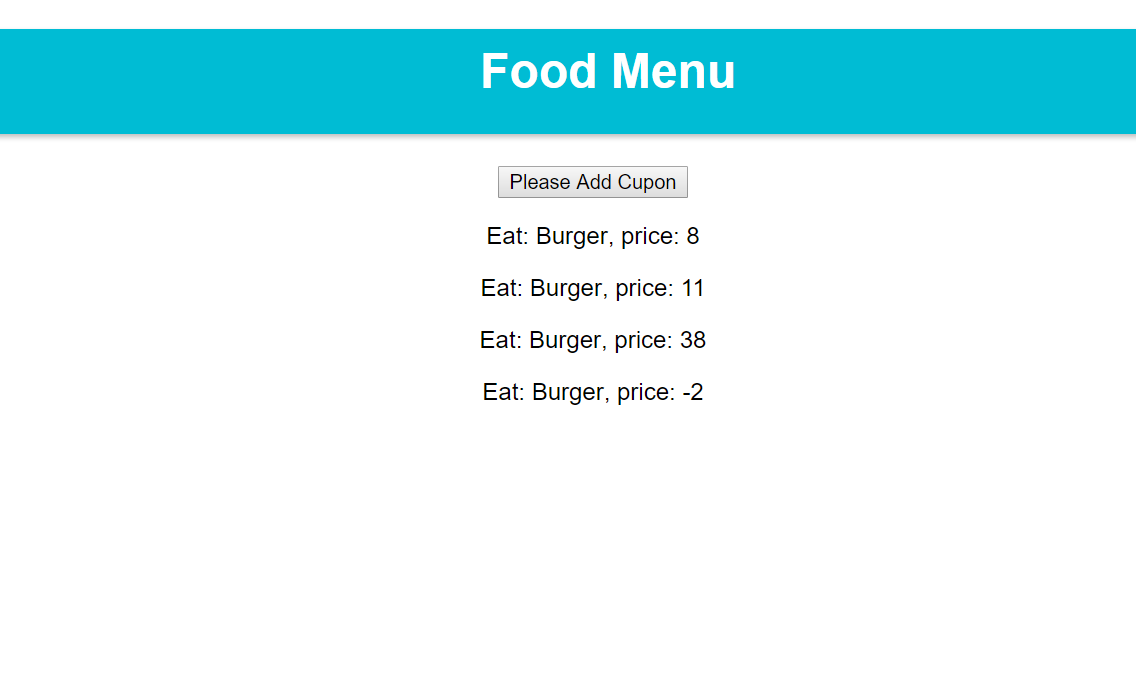 Food Menu
Please Add Cupon
Eat: Burger, price: 8
Eat: Burger, price: 11
Eat: Burger, price: 38
Eat: Burger, price: -2